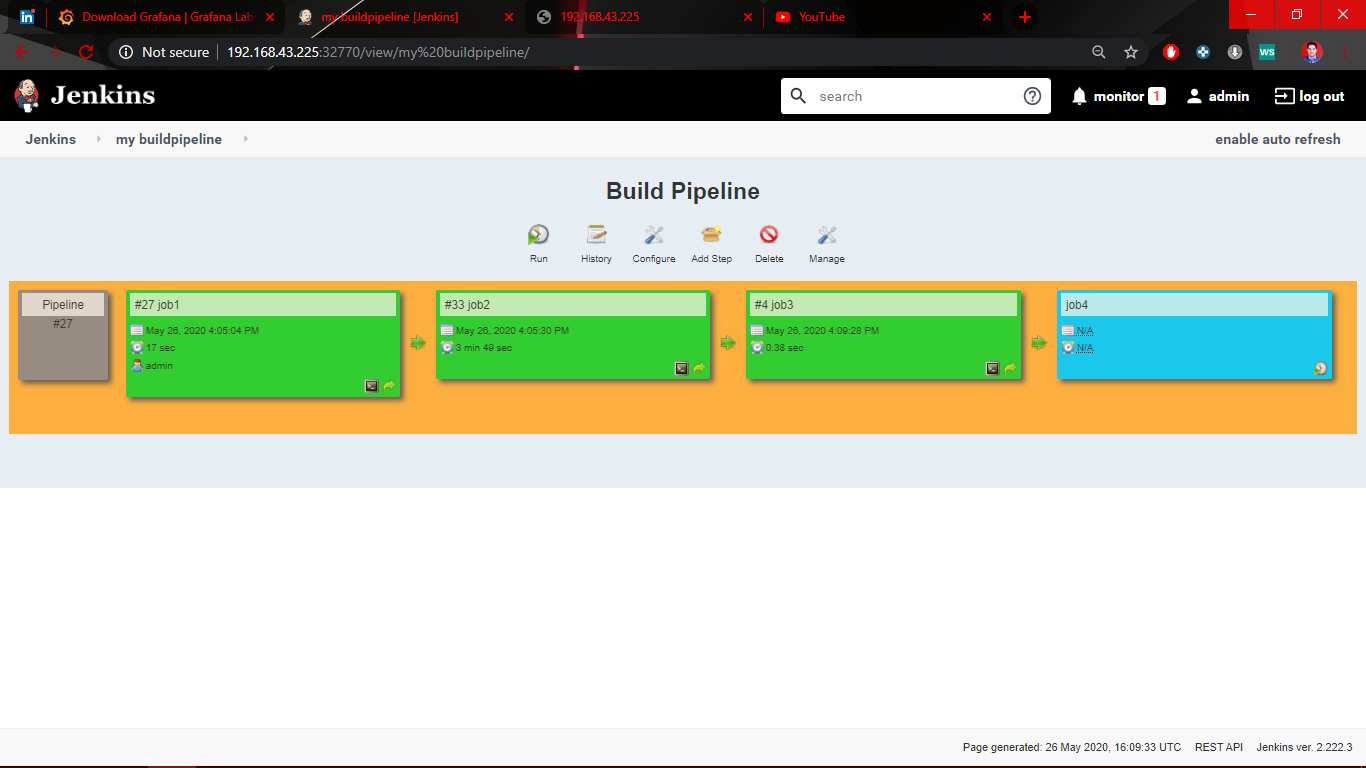 Download Grafana | Grafana Lab
my buildpipeline [Jenkins]
192.168.43.225
YouTube
Not secure
192.168.43.225:32770/view/my%20buildpipeline/
WS
Jenkins
search
monitor 1
admin
log out
Jenkins
my buildpipeline
enable auto refresh
Build Pipeline
Run
History
Configure
Add Step
Delete
Manage
Pipeline
#27
#27 job1
May 26, 2020 4:05:04 PM
17 sec
admin
#33 job2
May 26, 2020 4:05:30 PM
3 min 49 sec
#4 job3
May 26, 2020 4:09:28 PM
0.38 sec
job4
N/A
N/A
Page generated: 26 May 2020, 16:09:33 UTC
REST API
Jenkins ver. 2.222.3